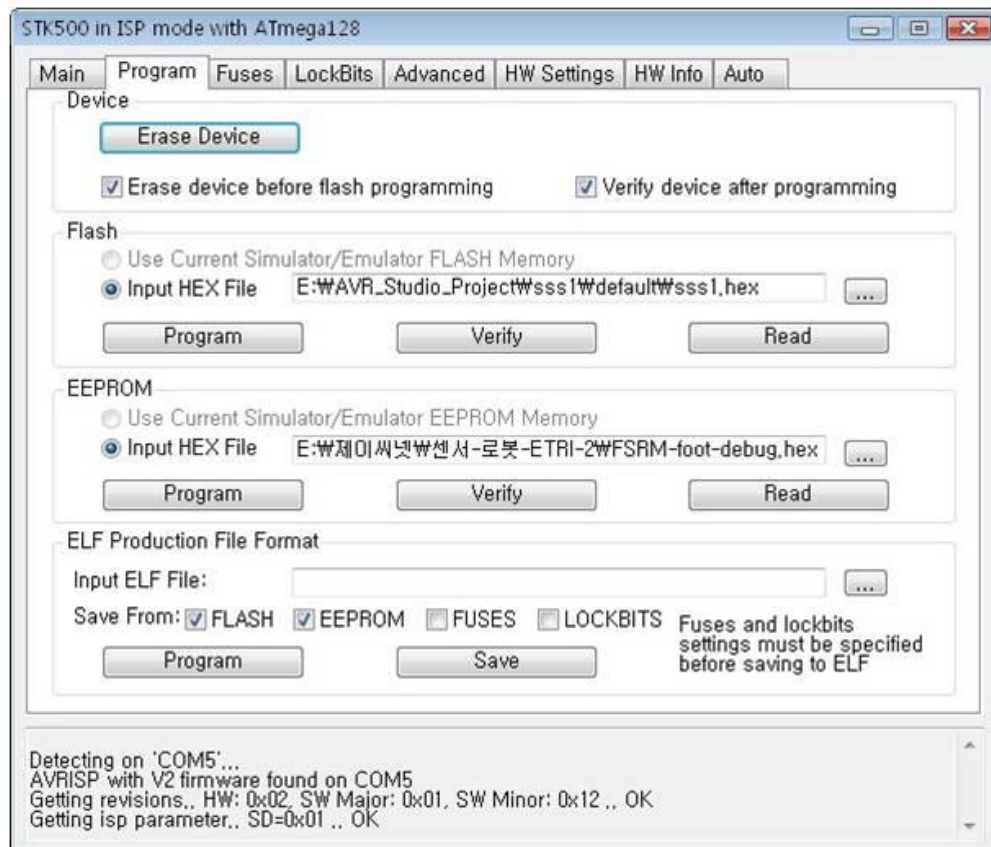 STK500 in ISP mode with ATmega128
Main Program Fuses LockBits Advanced HW Settings HW Info Auto
Device
Erase Device
Erase device before flash programming Verify device after programming
Flash
Use Current Simulator/Emulator FLASH Memory
Input HEX File E:₩AVR_Studio_Project₩sss1₩default₩sss1.hex ...
Program Verify Read
EEPROM
Use Current Simulator/Emulator EEPROM Memory
Input HEX File E:₩제이씨넷₩센서-로봇-ETRI-2₩FSRM-foot-debug.hex ...
Program Verify Read
ELF Production File Format
Input ELF File: ...
Save From: FLASH EEPROM FUSES LOCKBITS
Fuses and lockbits
settings must be specified
before saving to ELF
Program Save
Detecting on 'COM5'...
AVRISP with V2 firmware found on COM5
Getting revisions.. HW: 0x02, SW Major: 0x01, SW Minor: 0x12 .. OK
Getting isp parameter.. SD=0x01 .. OK